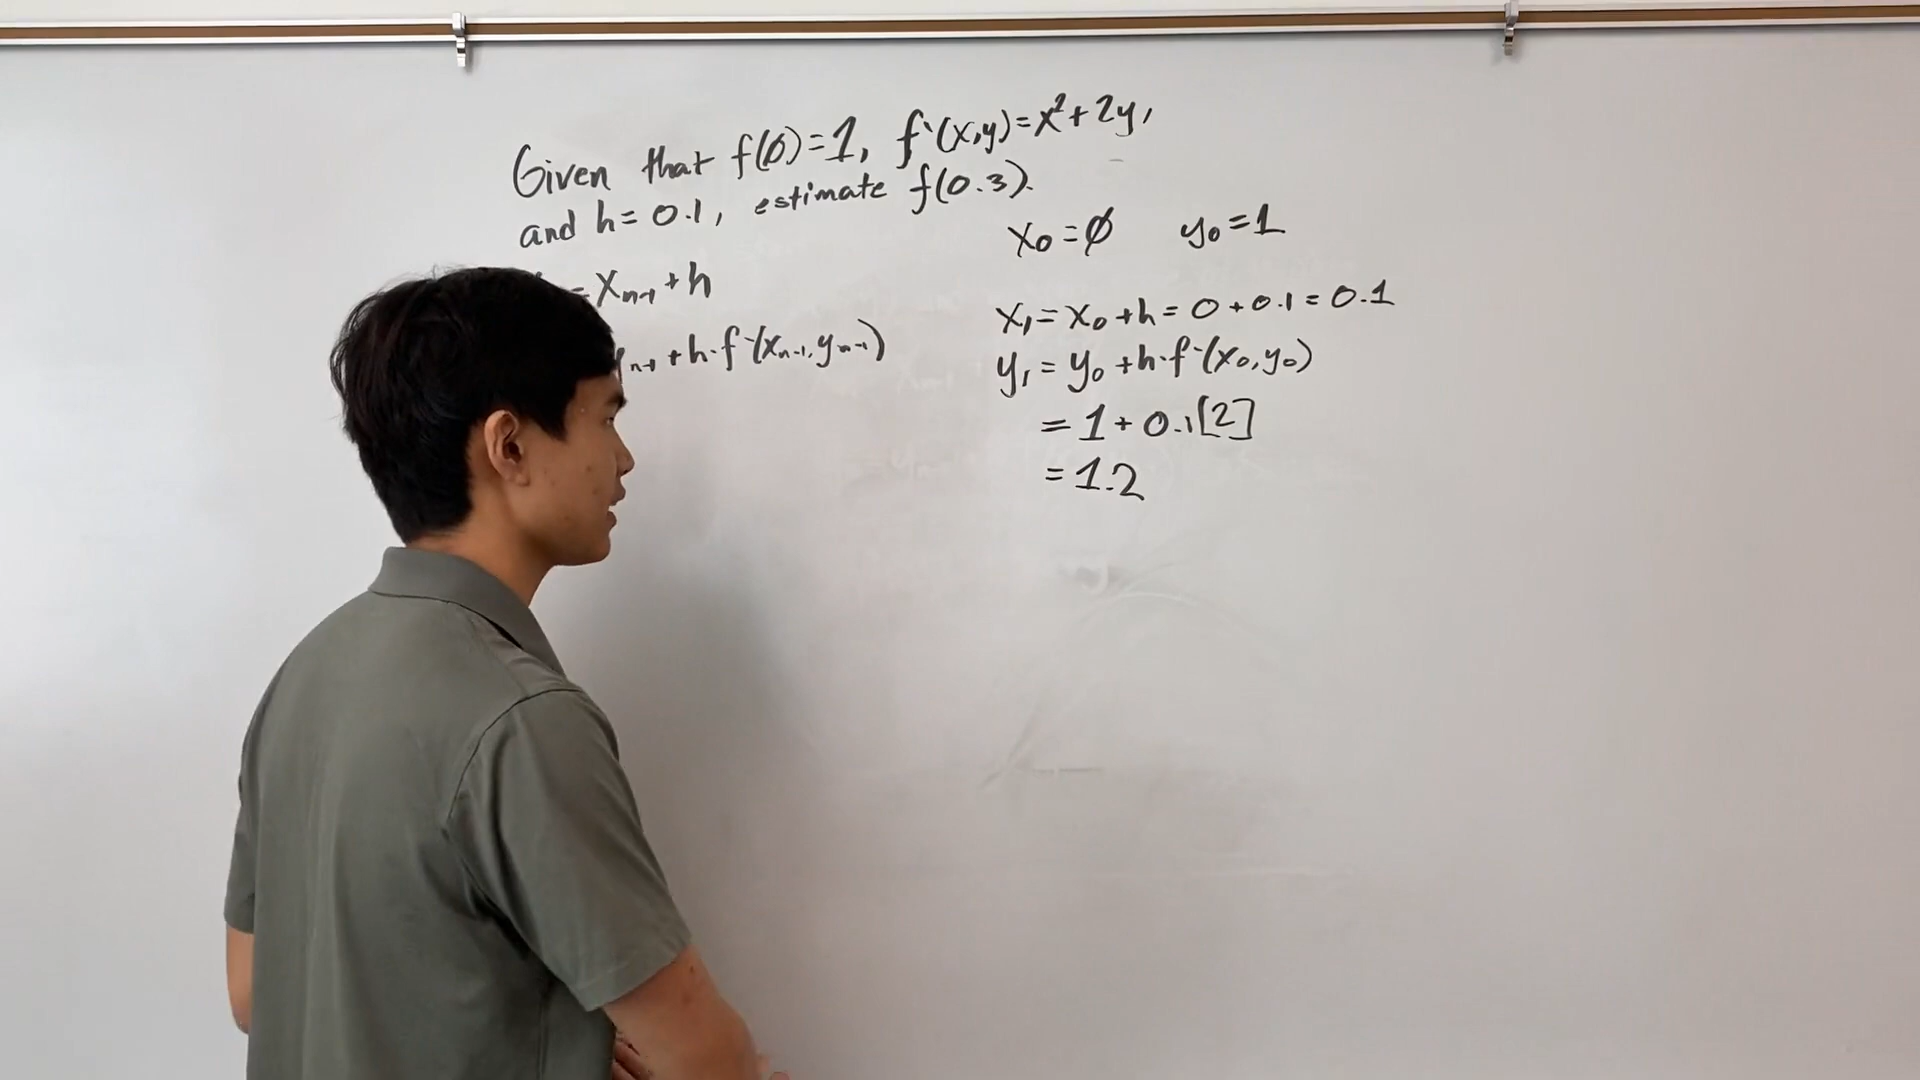 Given that f(0)=1, f'(x,y)=x²+2y,
and h=0.1, estimate f(0.3).
=Xn-1+h
yn-1+h·f'(xn-1,yn-1)
x0=0 y0=1
x1=x0+h=0+0.1=0.1
y1=y0+h·f'(x0,y0)
=1+0.1[2]
=1.2